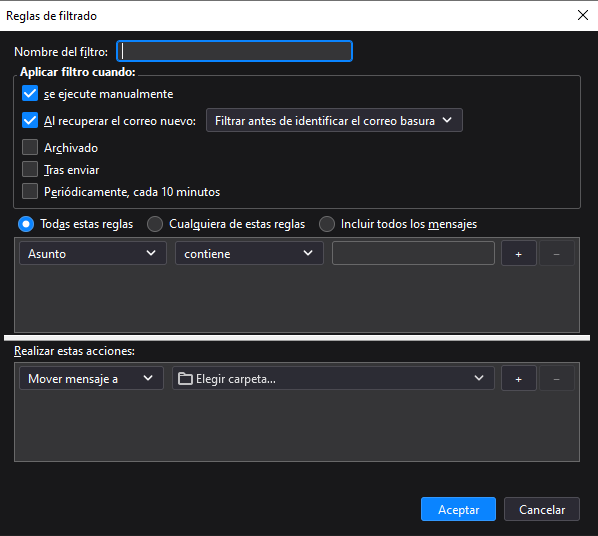 Reglas de filtrado
Nombre del filtro:
Aplicar filtro cuando:
se ejecute manualmente
Al recuperar el correo nuevo: Filtrar antes de identificar el correo basura
Archivado
Tras enviar
Periódicamente, cada 10 minutos
Todas estas reglas Cualquiera de estas reglas Incluir todos los mensajes
Asunto contiene + −
Realizar estas acciones:
Mover mensaje a Elegir carpeta... + −
Aceptar Cancelar